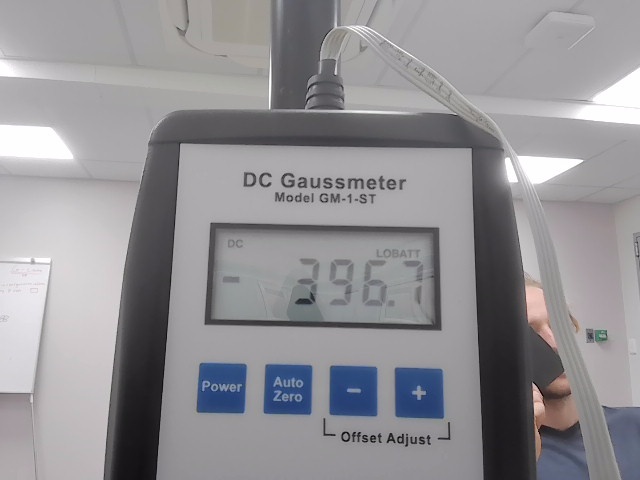 DC Gaussmeter
Model GM-1-ST
DC
LOBATT
- 396.7
Power
Auto
Zero
-
+
Offset Adjust